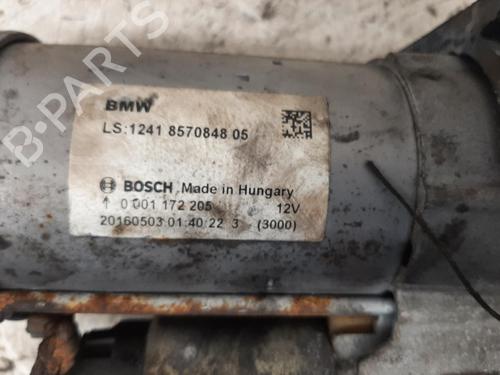 BMW
LS:1241 8570848 05
BOSCH Made in Hungary
↑ 0 001 172 205 12V
20160503 01:40:22 3 (3000)
B-PARTS